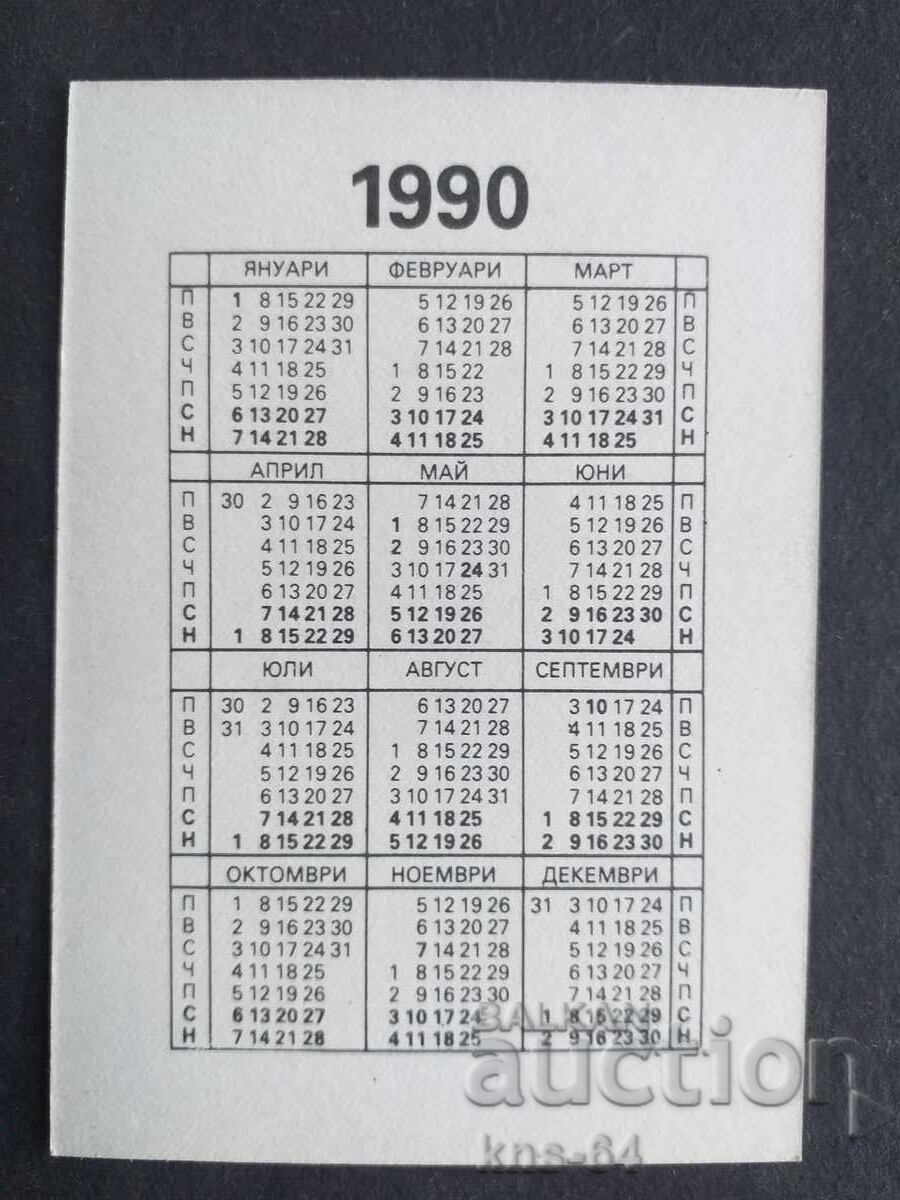 1990
ЯНУАРИ ФЕВРУАРИ МАРТ
П 1 8 15 22 29 5 12 19 26 5 12 19 26 П
В 2 9 16 23 30 6 13 20 27 6 13 20 27 В
С 3 10 17 24 31 7 14 21 28 7 14 21 28 С
Ч 4 11 18 25 1 8 15 22 1 8 15 22 29 Ч
П 5 12 19 26 2 9 16 23 2 9 16 23 30 П
С 6 13 20 27 3 10 17 24 3 10 17 24 31 С
Н 7 14 21 28 4 11 18 25 4 11 18 25 Н
АПРИЛ МАЙ ЮНИ
П 30 2 9 16 23 7 14 21 28 4 11 18 25 П
В 3 10 17 24 1 8 15 22 29 5 12 19 26 В
С 4 11 18 25 2 9 16 23 30 6 13 20 27 С
Ч 5 12 19 26 3 10 17 24 31 7 14 21 28 Ч
П 6 13 20 27 4 11 18 25 1 8 15 22 29 П
С 7 14 21 28 5 12 19 26 2 9 16 23 30 С
Н 1 8 15 22 29 6 13 20 27 3 10 17 24 Н
ЮЛИ АВГУСТ СЕПТЕМВРИ
П 30 2 9 16 23 6 13 20 27 3 10 17 24 П
В 31 3 10 17 24 7 14 21 28 4 11 18 25 В
С 4 11 18 25 1 8 15 22 29 5 12 19 26 С
Ч 5 12 19 26 2 9 16 23 30 6 13 20 27 Ч
П 6 13 20 27 3 10 17 24 31 7 14 21 28 П
С 7 14 21 28 4 11 18 25 1 8 15 22 29 С
Н 1 8 15 22 29 5 12 19 26 2 9 16 23 30 Н
ОКТОМВРИ НОЕМВРИ ДЕКЕМВРИ
П 1 8 15 22 29 5 12 19 26 31 3 10 17 24 П
В 2 9 16 23 30 6 13 20 27 4 11 18 25 В
С 3 10 17 24 31 7 14 21 28 5 12 19 26 С
Ч 4 11 18 25 1 8 15 22 29 6 13 20 27 Ч
П 5 12 19 26 2 9 16 23 30 7 14 21 28 П
С 6 13 20 27 3 10 17 24 1 8 15 22 29 С
Н 7 14 21 28 4 11 18 25 2 9 16 23 30 Н
BALKAN
auction
kns-64